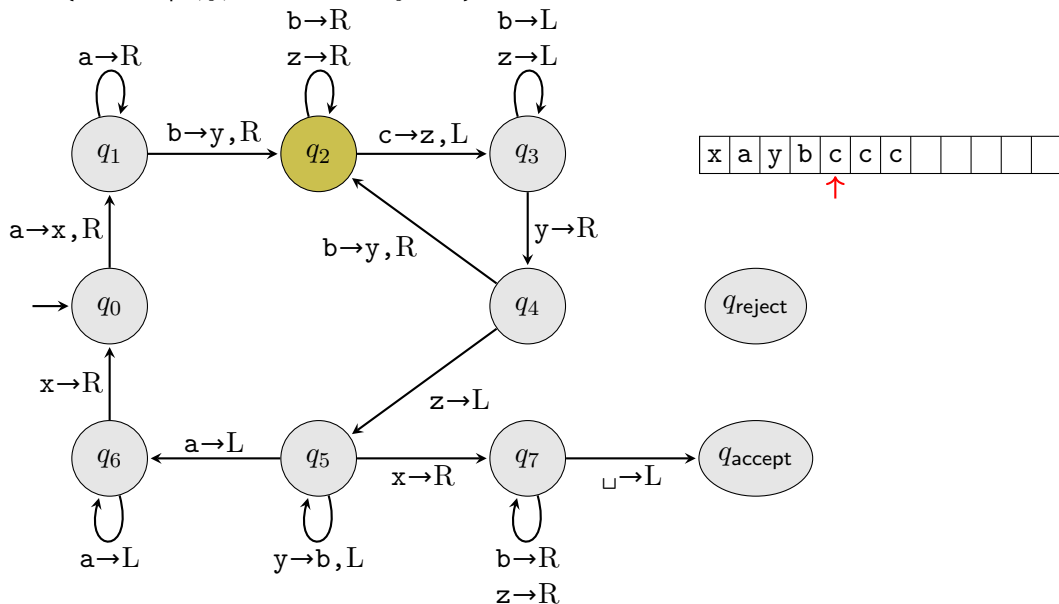 b→R
z→R
b→L
z→L
a→R
q1
b→y,R
q2
c→z,L
q3
x a y b c c c
↑
a→x,R
b→y,R
y→R
q0
q4
qreject
x→R
z→L
q6
a→L
q5
x→R
q7
␣→L
qaccept
a→L
y→b,L
b→R
z→R